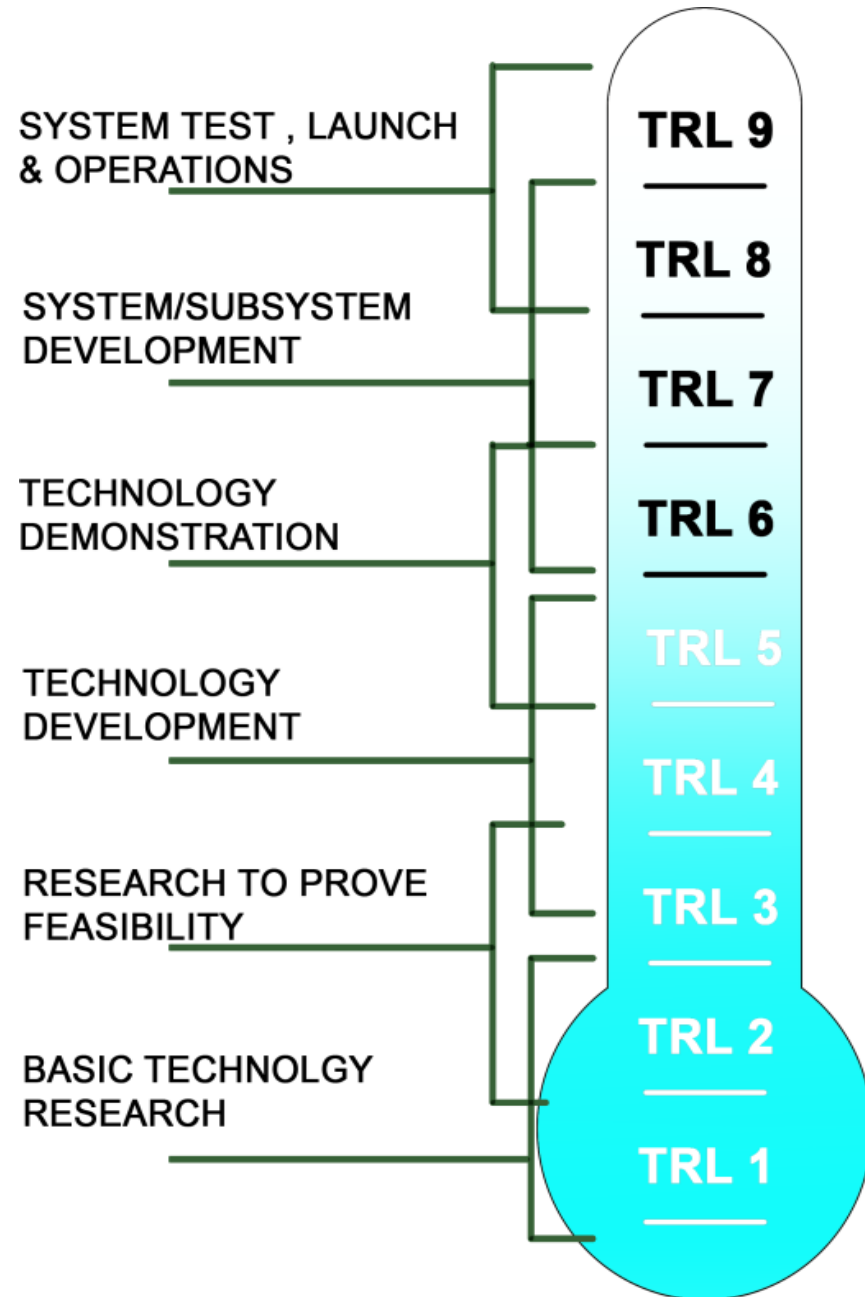 SYSTEM TEST , LAUNCH
& OPERATIONS
SYSTEM/SUBSYSTEM
DEVELOPMENT
TECHNOLOGY
DEMONSTRATION
TECHNOLOGY
DEVELOPMENT
RESEARCH TO PROVE
FEASIBILITY
BASIC TECHNOLGY
RESEARCH
TRL 9
TRL 8
TRL 7
TRL 6
TRL 5
TRL 4
TRL 3
TRL 2
TRL 1